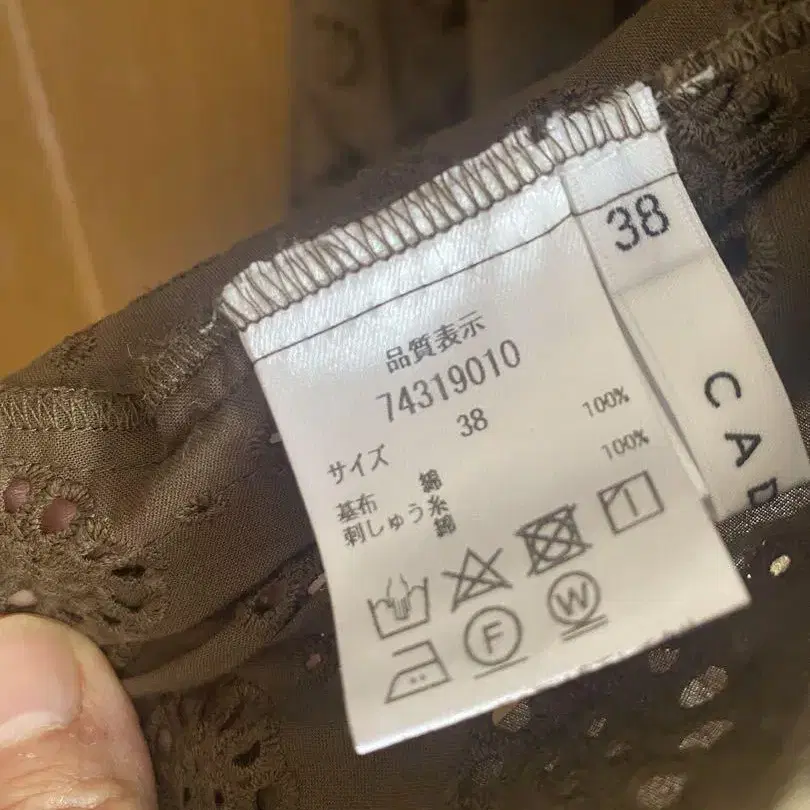 品質表示
74319010
サイズ 38
基布 綿 100%
刺しゅう糸
綿 100%
F
W
38
CAD